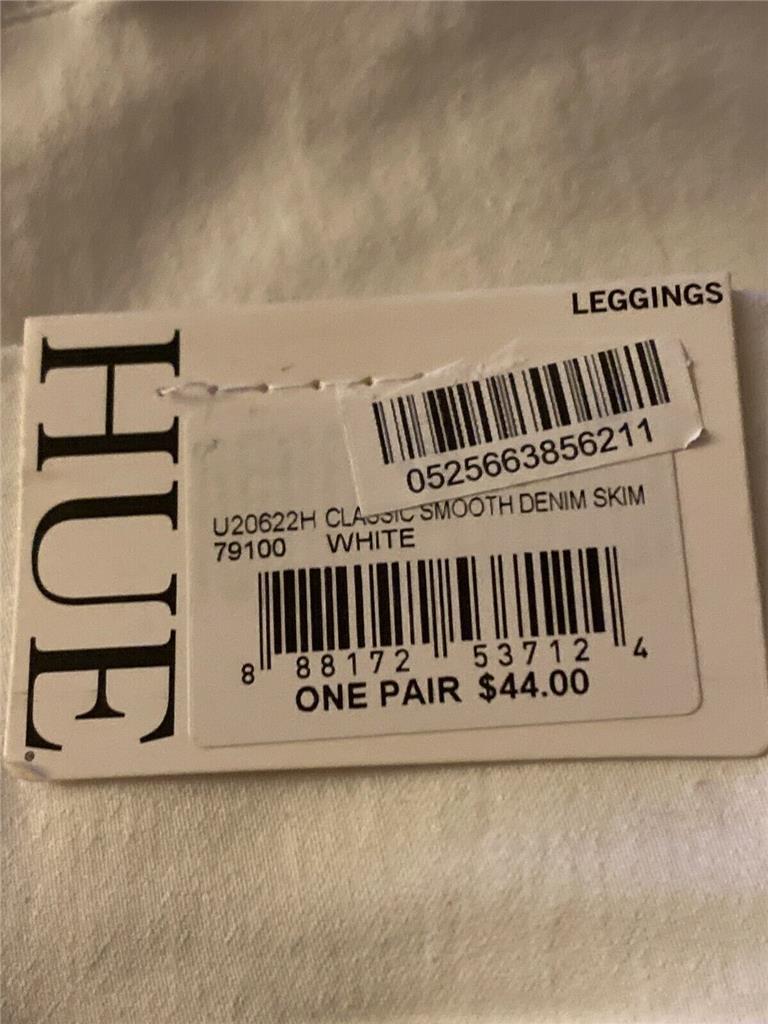 LEGGINGS
HUE
0525663856211
U20622H CLASSIC SMOOTH DENIM SKIM
79100 WHITE
8 88172 53712 4
ONE PAIR $44.00